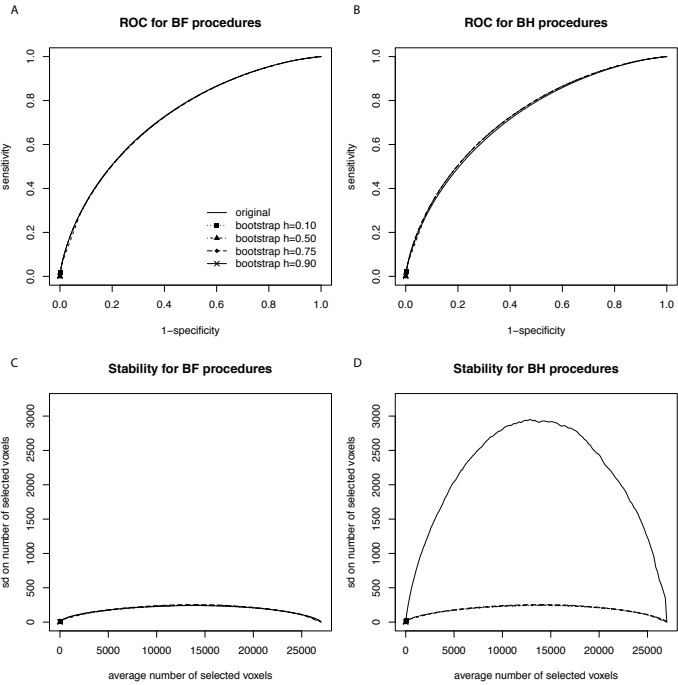 A
ROC for BF procedures
sensitivity
0.0 0.2 0.4 0.6 0.8 1.0
original
bootstrap h=0.10
bootstrap h=0.50
bootstrap h=0.75
bootstrap h=0.90
0.0 0.2 0.4 0.6 0.8 1.0
1−specificity
B
ROC for BH procedures
sensitivity
0.0 0.2 0.4 0.6 0.8 1.0
0.0 0.2 0.4 0.6 0.8 1.0
1−specificity
C
Stability for BF procedures
sd on number of selected voxels
0 500 1000 1500 2000 2500 3000
0 5000 10000 15000 20000 25000
average number of selected voxels
D
Stability for BH procedures
sd on number of selected voxels
0 500 1000 1500 2000 2500 3000
0 5000 10000 15000 20000 25000
average number of selected voxels